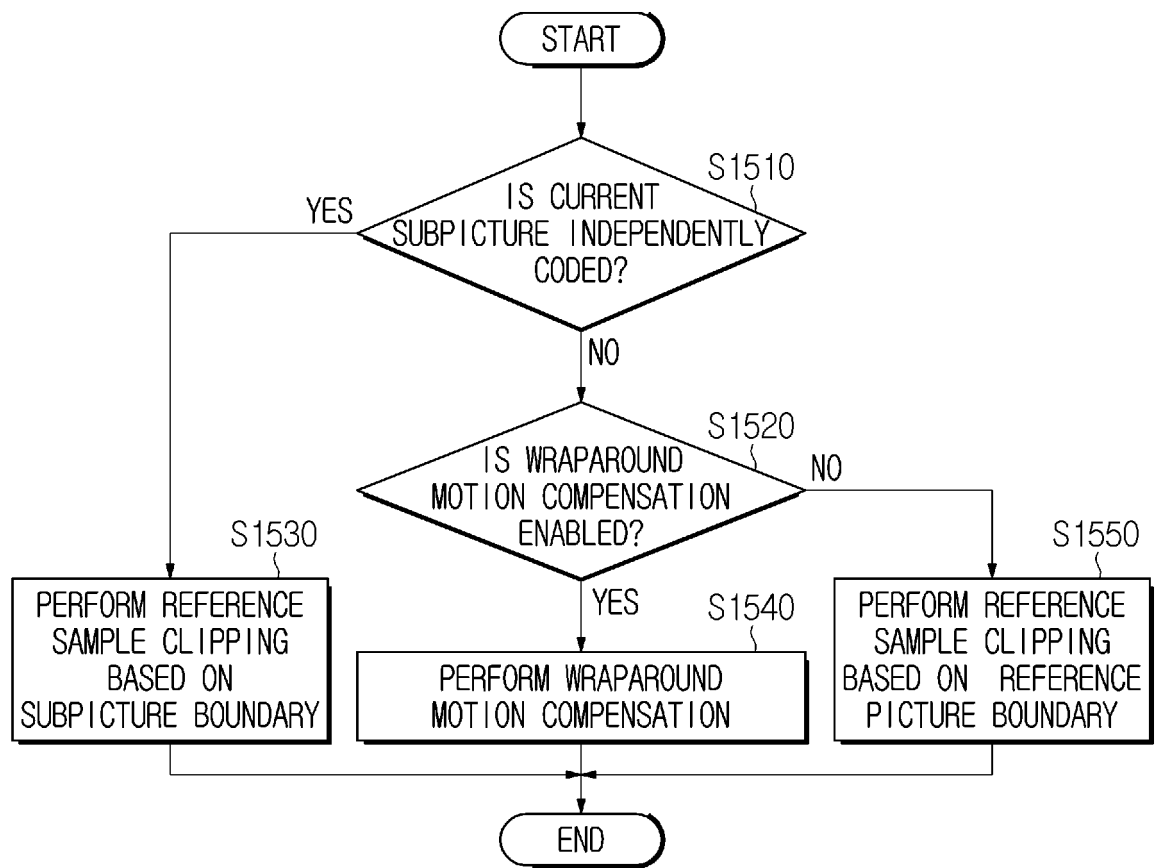 START
S1510
IS CURRENT
SUBPICTURE INDEPENDENTLY
CODED?
YES
NO
S1520
IS WRAPAROUND
MOTION COMPENSATION
ENABLED?
NO
YES
S1530
PERFORM REFERENCE
SAMPLE CLIPPING
BASED ON
SUBPICTURE BOUNDARY
S1540
PERFORM WRAPAROUND
MOTION COMPENSATION
S1550
PERFORM REFERENCE
SAMPLE CLIPPING
BASED ON REFERENCE
PICTURE BOUNDARY
END